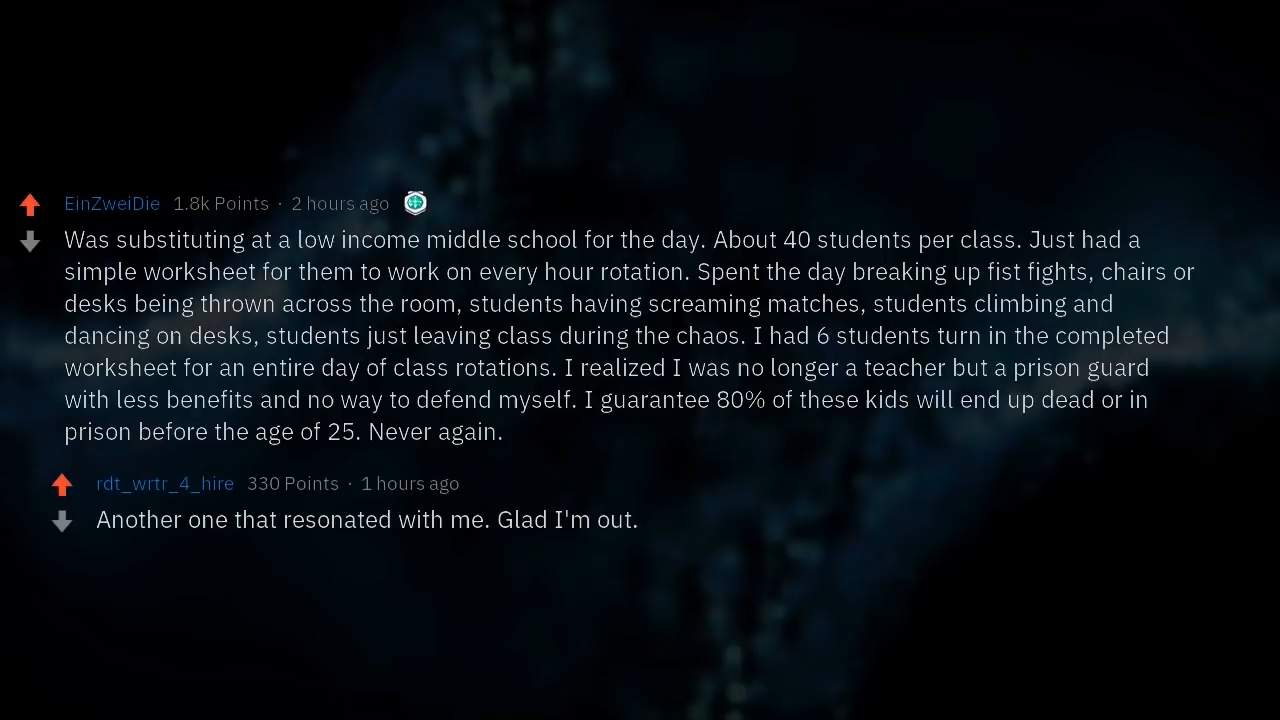 EinZweiDie 1.8k Points · 2 hours ago
Was substituting at a low income middle school for the day. About 40 students per class. Just had a
simple worksheet for them to work on every hour rotation. Spent the day breaking up fist fights, chairs or
desks being thrown across the room, students having screaming matches, students climbing and
dancing on desks, students just leaving class during the chaos. I had 6 students turn in the completed
worksheet for an entire day of class rotations. I realized I was no longer a teacher but a prison guard
with less benefits and no way to defend myself. I guarantee 80% of these kids will end up dead or in
prison before the age of 25. Never again.
rdt_wrtr_4_hire 330 Points · 1 hours ago
Another one that resonated with me. Glad I'm out.